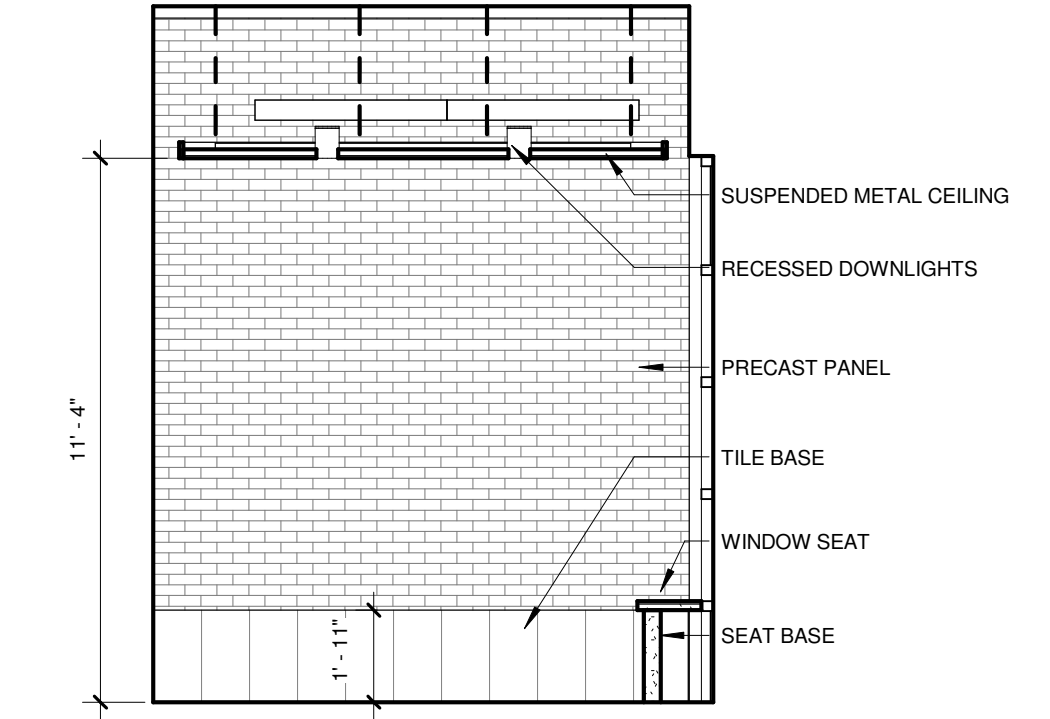 SUSPENDED METAL CEILING
RECESSED DOWNLIGHTS
PRECAST PANEL
11' - 4"
TILE BASE
WINDOW SEAT
1' - 11"
SEAT BASE